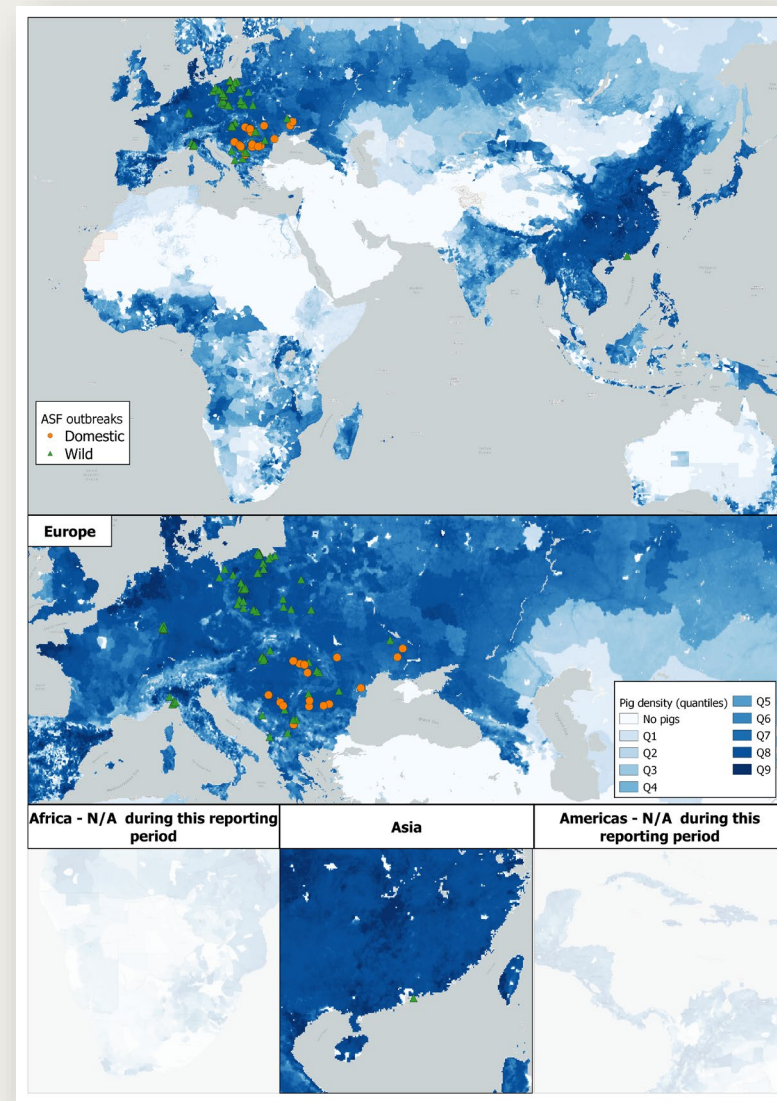 ASF outbreaks
Domestic
Wild
Europe
Pig density (quantiles)
No pigs
Q1
Q2
Q3
Q4
Q5
Q6
Q7
Q8
Q9
Africa - N/A during this reporting
period
Asia
Americas - N/A during this
reporting period